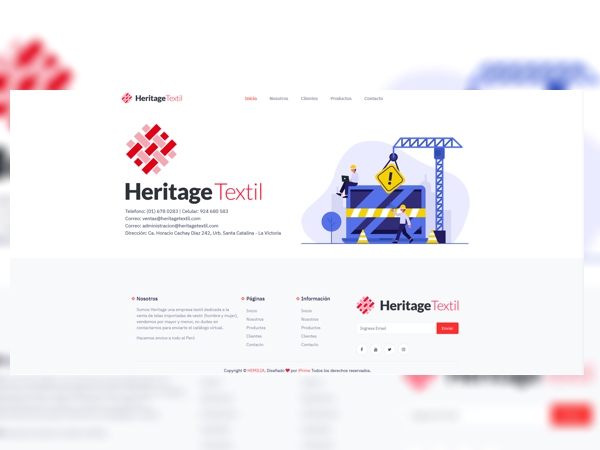 Heritage Textil
Inicio Nosotros Clientes Productos Contacto
Heritage Textil
Teléfono: (01) 678 0283 | Celular: 924 680 583
Correo: ventas@heritagetextil.com
Correo: administracion@heritagetextil.com
Dirección: Ca. Horacio Cachay Diaz 242, Urb. Santa Catalina - La Victoria
Nosotros
Somos Heritage una empresa textil dedicada a la
venta de telas importadas de vestir (hombre y mujer),
vendemos por mayor y menor, no dudes en
contactarnos para enviarte el catálogo virtual.
Hacemos envíos a todo el Perú
Páginas
Inicio
Nosotros
Productos
Clientes
Contacto
Información
Inicio
Nosotros
Productos
Clientes
Contacto
Heritage Textil
Ingrese Email Enviar
Copyright © HEMILIA. Diseñado por iPrime Todos los derechos reservados.